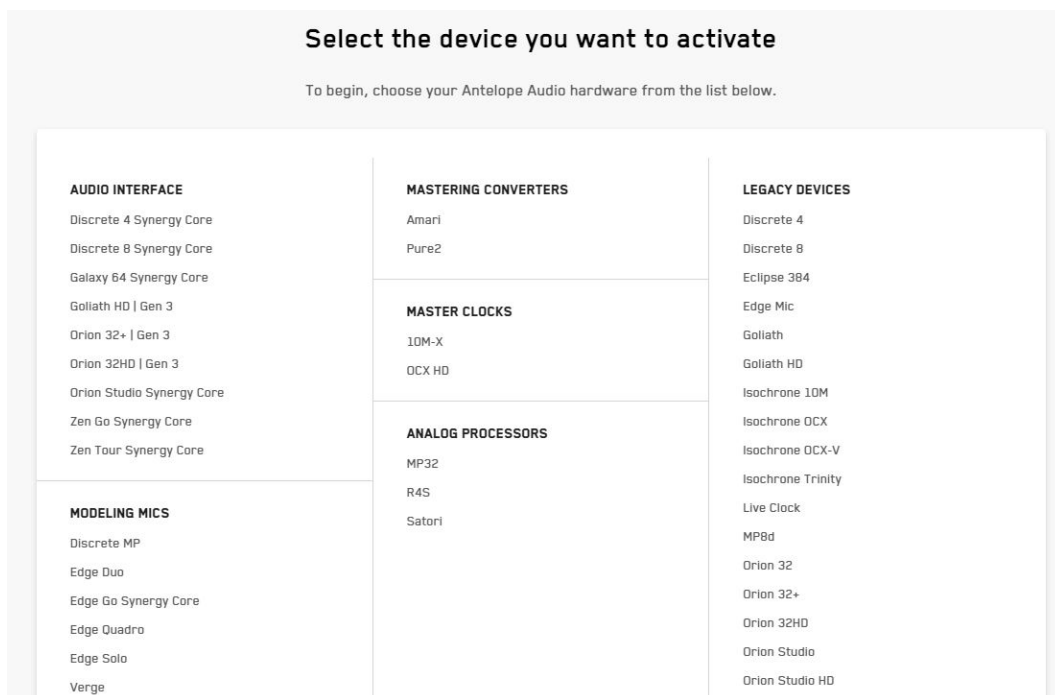 Select the device you want to activate
To begin, choose your Antelope Audio hardware from the list below.
AUDIO INTERFACE
Discrete 4 Synergy Core
Discrete 8 Synergy Core
Galaxy 64 Synergy Core
Goliath HD | Gen 3
Orion 32+ | Gen 3
Orion 32HD | Gen 3
Orion Studio Synergy Core
Zen Go Synergy Core
Zen Tour Synergy Core
MODELING MICS
Discrete MP
Edge Duo
Edge Go Synergy Core
Edge Quadro
Edge Solo
Verge
MASTERING CONVERTERS
Amari
Pure2
MASTER CLOCKS
10M-X
OCX HD
ANALOG PROCESSORS
MP32
R4S
Satori
LEGACY DEVICES
Discrete 4
Discrete 8
Eclipse 384
Edge Mic
Goliath
Goliath HD
Isochrone 10M
Isochrone OCX
Isochrone OCX-V
Isochrone Trinity
Live Clock
MP8d
Orion 32
Orion 32+
Orion 32HD
Orion Studio
Orion Studio HD